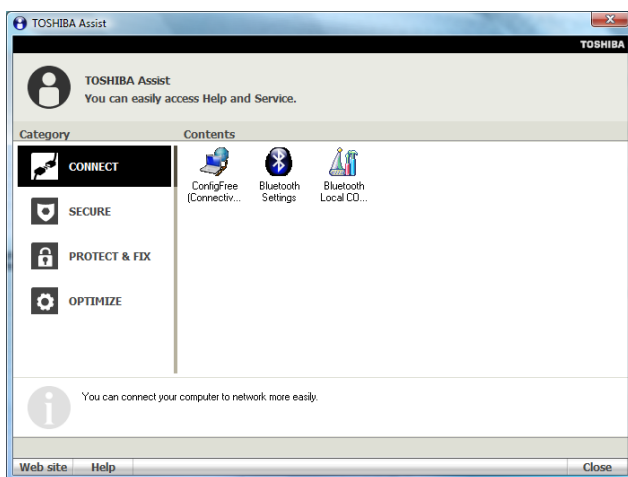 TOSHIBA Assist
TOSHIBA
TOSHIBA Assist
You can easily access Help and Service.
Category
Contents
CONNECT
SECURE
PROTECT & FIX
OPTIMIZE
ConfigFree
(Connectiv...
Bluetooth
Settings
Bluetooth
Local CO...
You can connect your computer to network more easily.
Web site
Help
Close